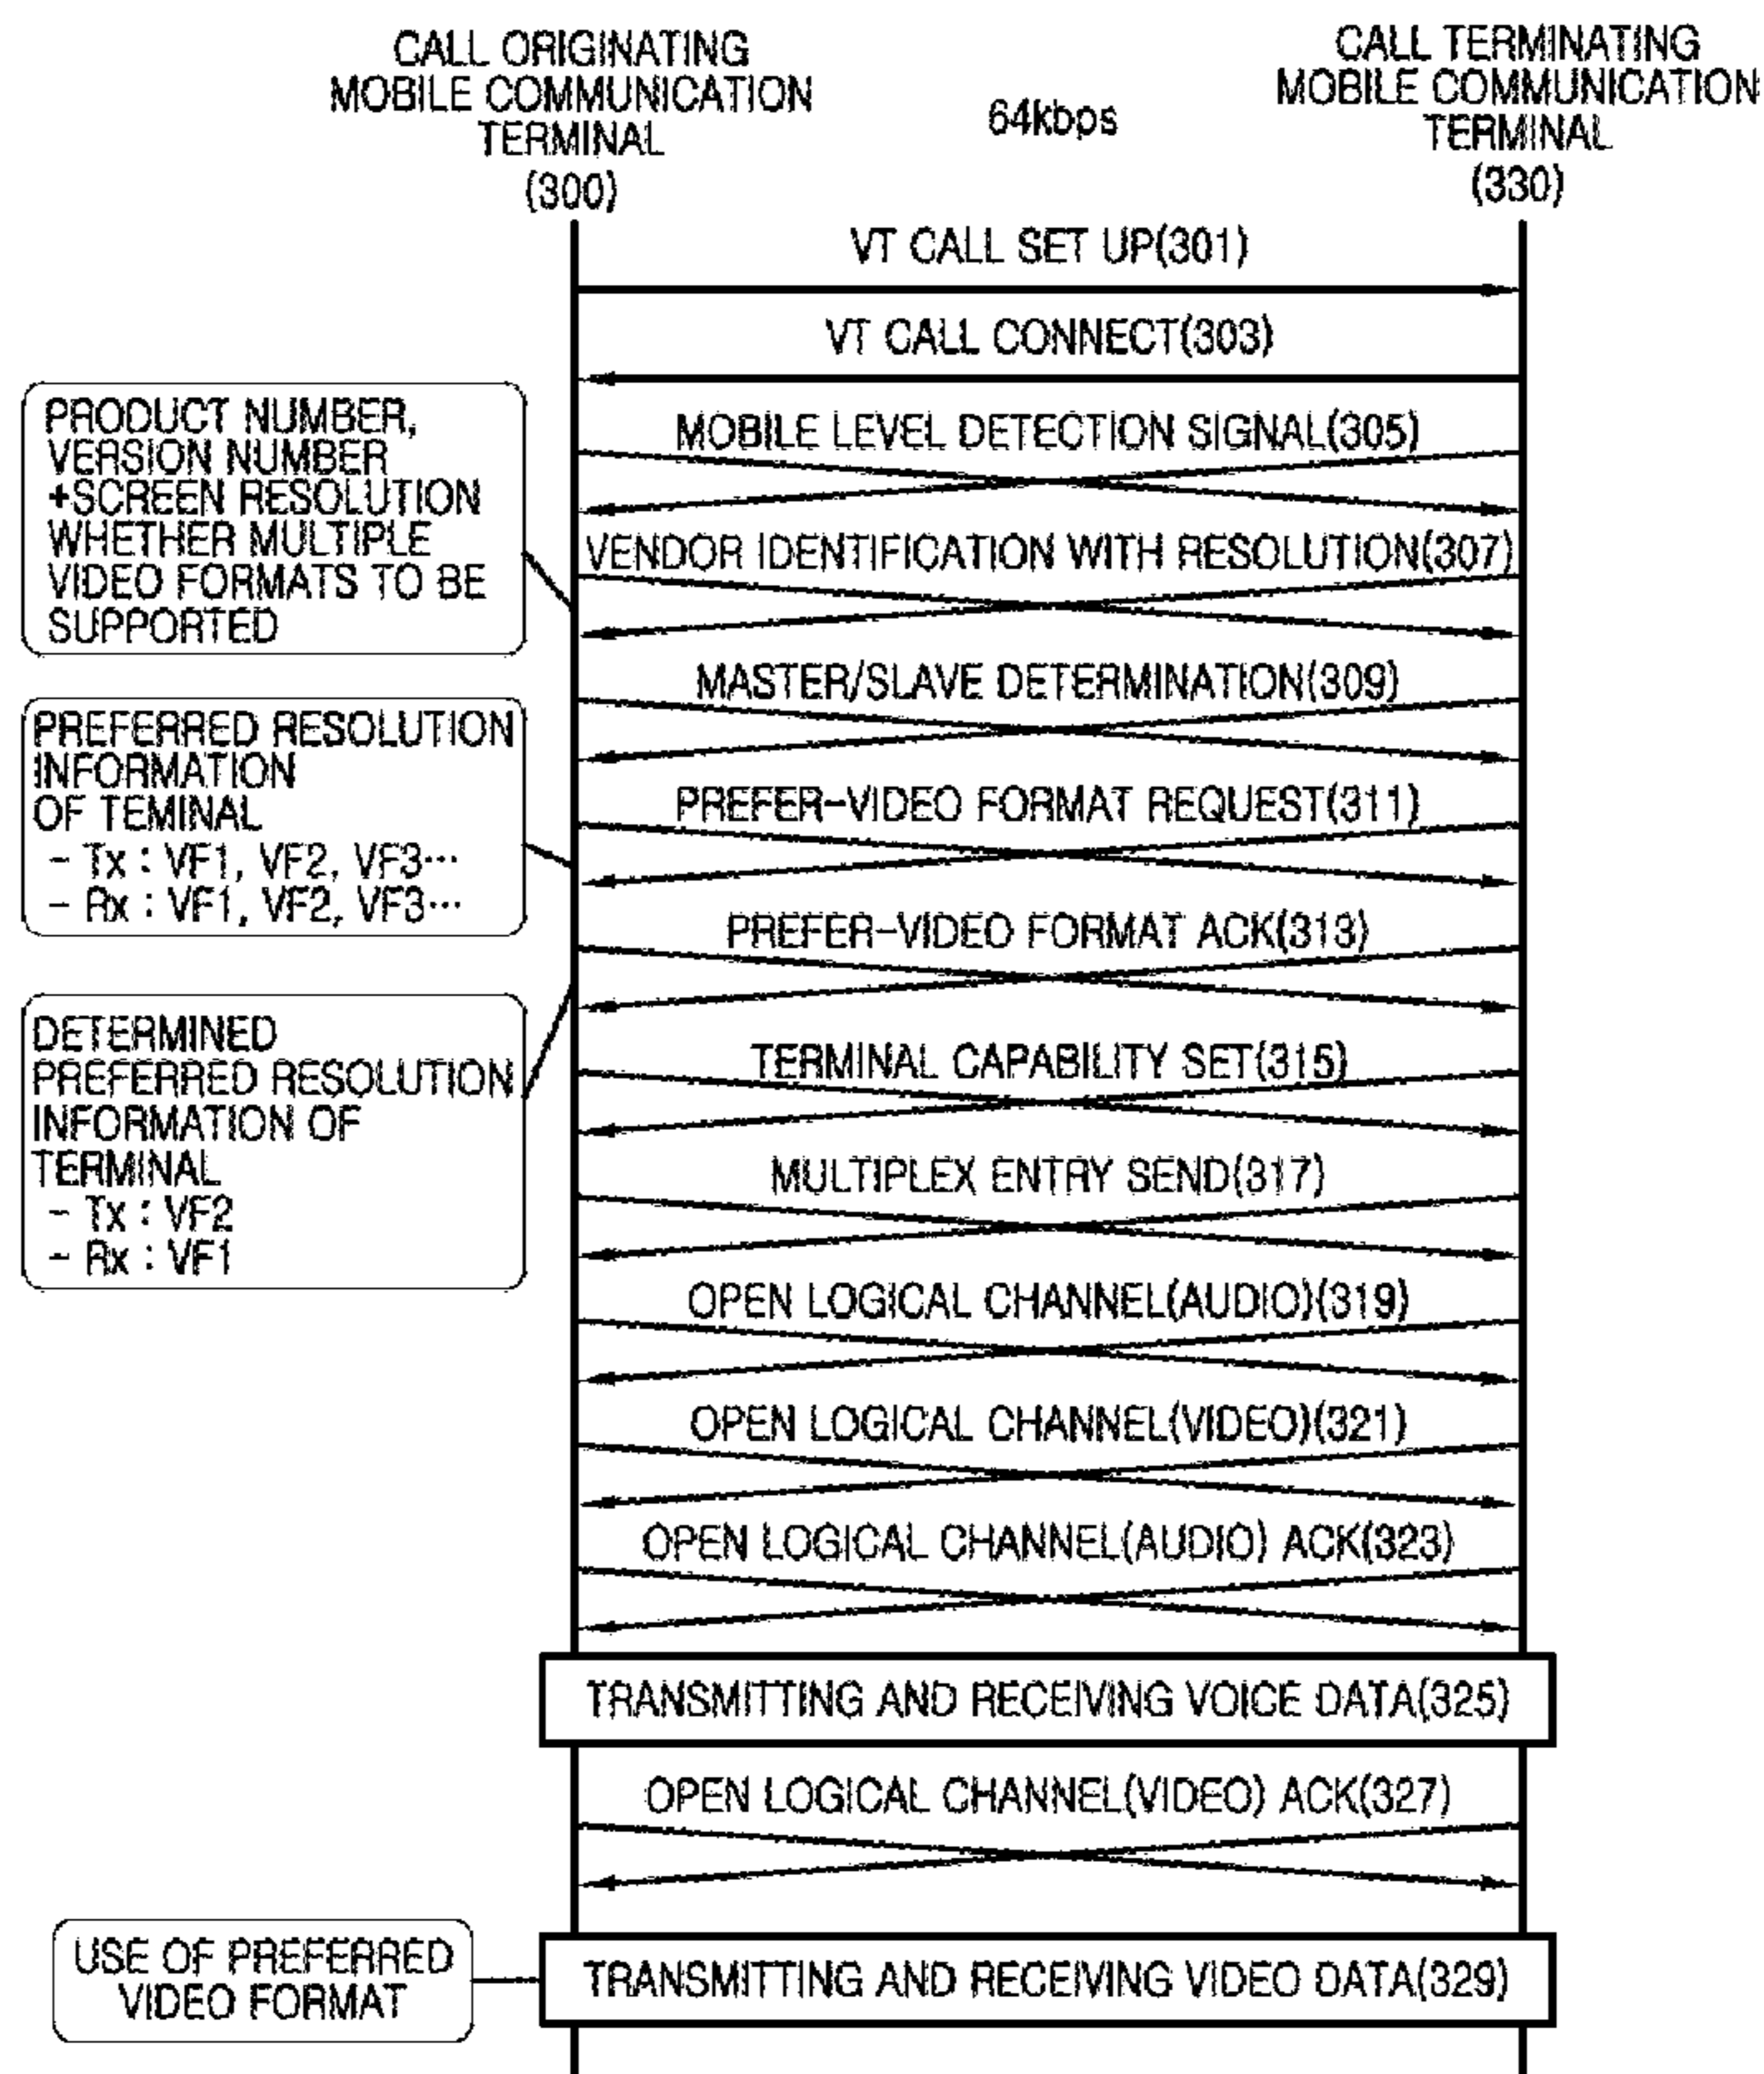 CALL ORIGINATING
MOBILE COMMUNICATION
TERMINAL
(300)
64kbps
CALL TERMINATING
MOBILE COMMUNICATION
TERMINAL
(330)
VT CALL SET UP(301)
VT CALL CONNECT(303)
PRODUCT NUMBER,
VERSION NUMBER
+SCREEN RESOLUTION
WHETHER MULTIPLE
VIDEO FORMATS TO BE
SUPPORTED
MOBILE LEVEL DETECTION SIGNAL(305)
VENDOR IDENTIFICATION WITH RESOLUTION(307)
MASTER/SLAVE DETERMINATION(309)
PREFERRED RESOLUTION
INFORMATION
OF TEMINAL
- Tx : VF1, VF2, VF3···
- Rx : VF1, VF2, VF3···
PREFER-VIDEO FORMAT REQUEST(311)
PREFER-VIDEO FORMAT ACK(313)
DETERMINED
PREFERRED RESOLUTION
INFORMATION OF
TERMINAL
- Tx : VF2
- Rx : VF1
TERMINAL CAPABILITY SET(315)
MULTIPLEX ENTRY SEND(317)
OPEN LOGICAL CHANNEL(AUDIO)(319)
OPEN LOGICAL CHANNEL(VIDEO)(321)
OPEN LOGICAL CHANNEL(AUDIO) ACK(323)
TRANSMITTING AND RECEIVING VOICE DATA(325)
OPEN LOGICAL CHANNEL(VIDEO) ACK(327)
USE OF PREFERRED
VIDEO FORMAT
TRANSMITTING AND RECEIVING VIDEO DATA(329)